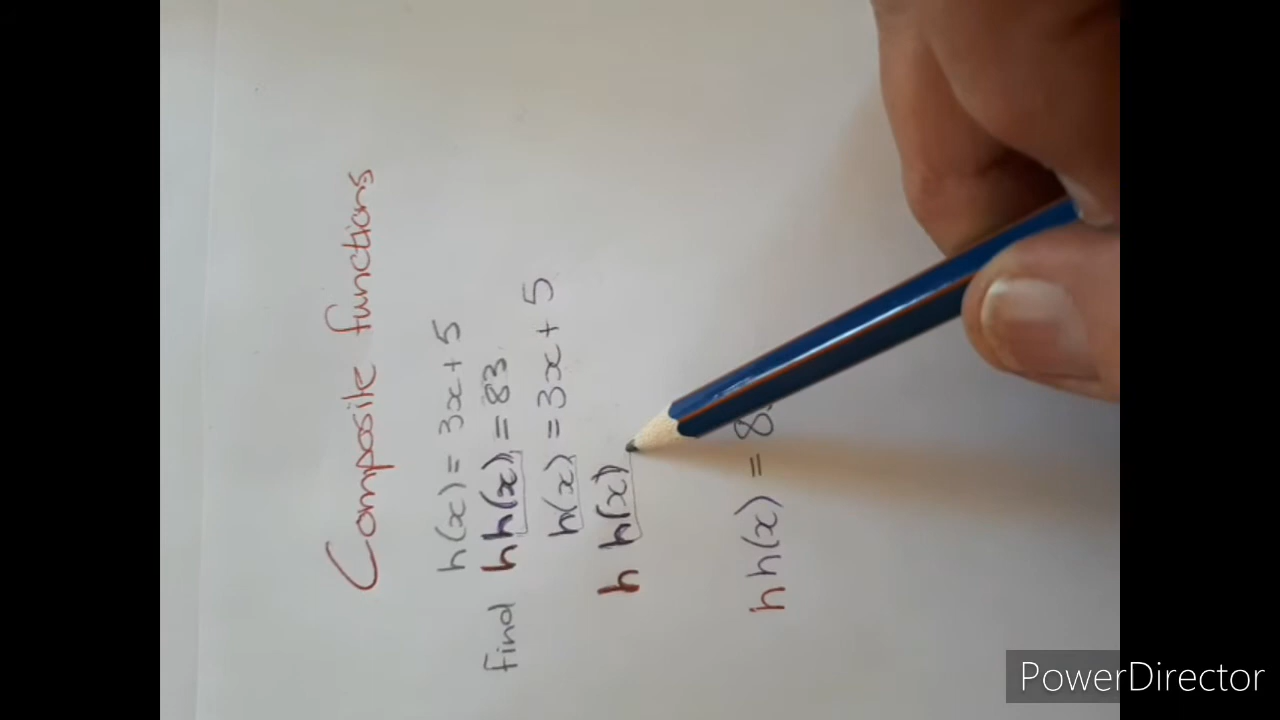 Composite functions
h(x) = 3x + 5
find hh(x) = 83
h(x) = 3x + 5
h h(x)
hh(x) = 8
PowerDirector